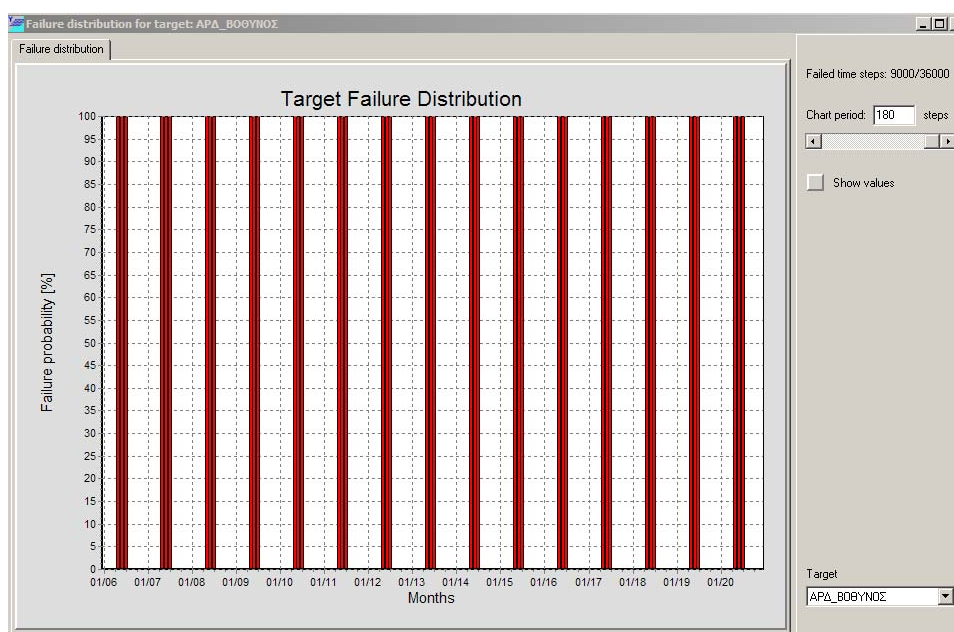 Failure distribution for target: ΑΡΔ_ΒΟΘΥΝΟΣ
Failure distribution
Failed time steps: 9000/36000
Chart period: 180 steps
Show values
Target Failure Distribution
100
95
90
85
80
75
70
65
60
55
50
45
40
35
30
25
20
15
10
5
0
Failure probability [%]
01/06 01/07 01/08 01/09 01/10 01/11 01/12 01/13 01/14 01/15 01/16 01/17 01/18 01/19 01/20
Months
Target
ΑΡΔ_ΒΟΘΥΝΟΣ